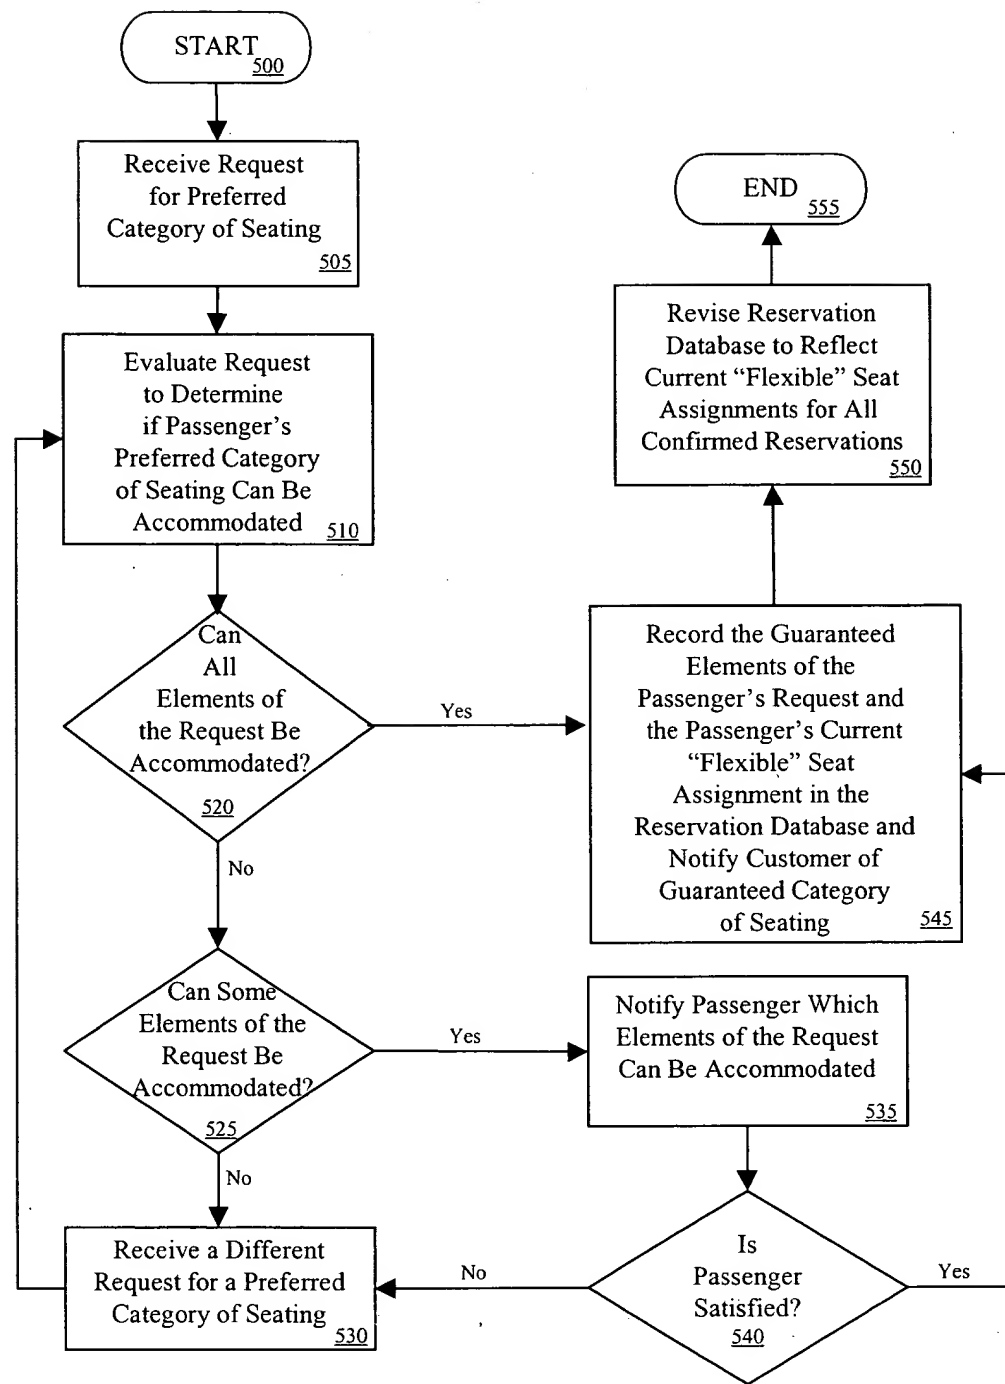 START
500
Receive Request
for Preferred
Category of Seating
505
Evaluate Request
to Determine
if Passenger's
Preferred Category
of Seating Can Be
Accommodated
510
Can
All
Elements of
the Request Be
Accommodated?
520
Yes
No
Can Some
Elements of the
Request Be
Accommodated?
525
Yes
No
Receive a Different
Request for a Preferred
Category of Seating
530
Notify Passenger Which
Elements of the Request
Can Be Accommodated
535
Is
Passenger
Satisfied?
540
No
Yes
Record the Guaranteed
Elements of the
Passenger's Request and
the Passenger's Current
“Flexible” Seat
Assignment in the
Reservation Database and
Notify Customer of
Guaranteed Category
of Seating
545
Revise Reservation
Database to Reflect
Current “Flexible” Seat
Assignments for All
Confirmed Reservations
550
END
555